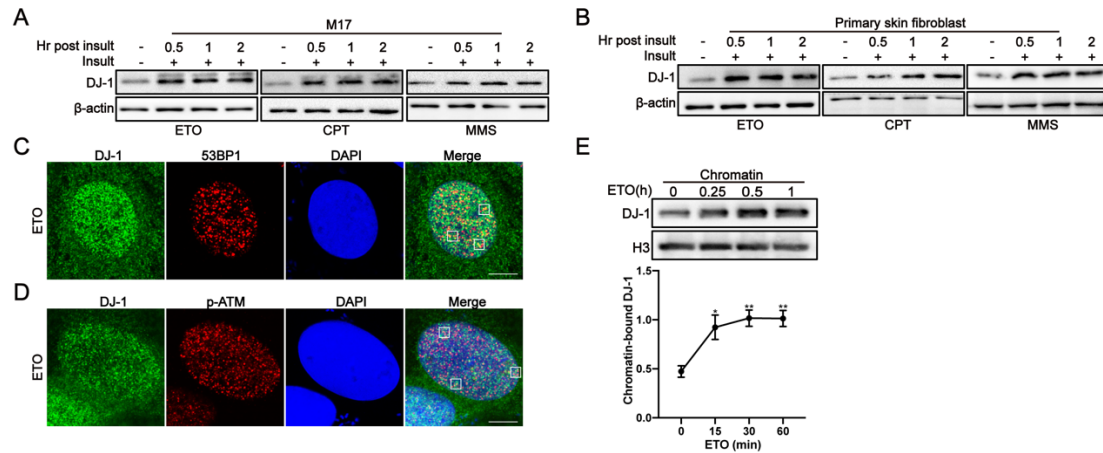 A
M17
Hr post insult - 0.5 1 2 - 0.5 1 2 - 0.5 1 2
Insult + + + + + + + + +
DJ-1
β-actin
ETO CPT MMS
B
Primary skin fibroblast
Hr post insult - 0.5 1 2 - 0.5 1 2 - 0.5 1 2
Insult + + + + + + + + +
DJ-1
β-actin
ETO CPT MMS
C
DJ-1 53BP1 DAPI Merge
ETO
D
DJ-1 p-ATM DAPI Merge
ETO
E
Chromatin
ETO(h) 0 0.25 0.5 1
DJ-1
H3
Chromatin-bound DJ-1
1.5
1.0
0.5
0.0
* ** **
0 15 30 60
ETO (min)